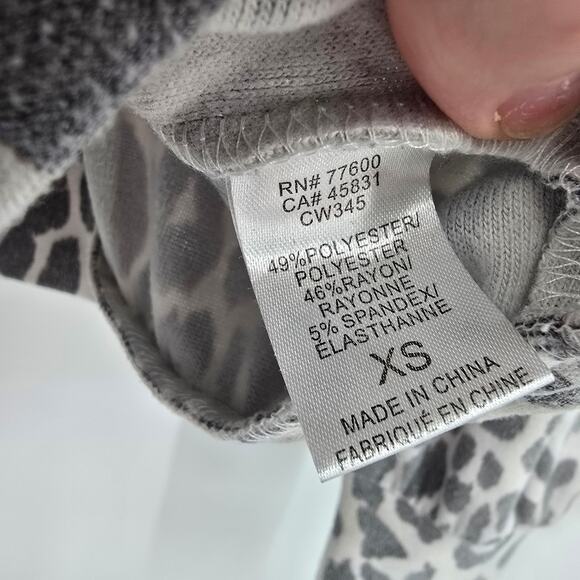 RN# 77600
CA# 45831
CW345
49%POLYESTER/
POLYESTER
46%RAYON/
RAYONNE
5% SPANDEX/
ELASTHANNE
XS
MADE IN CHINA
FABRIQUÉ EN CHINE